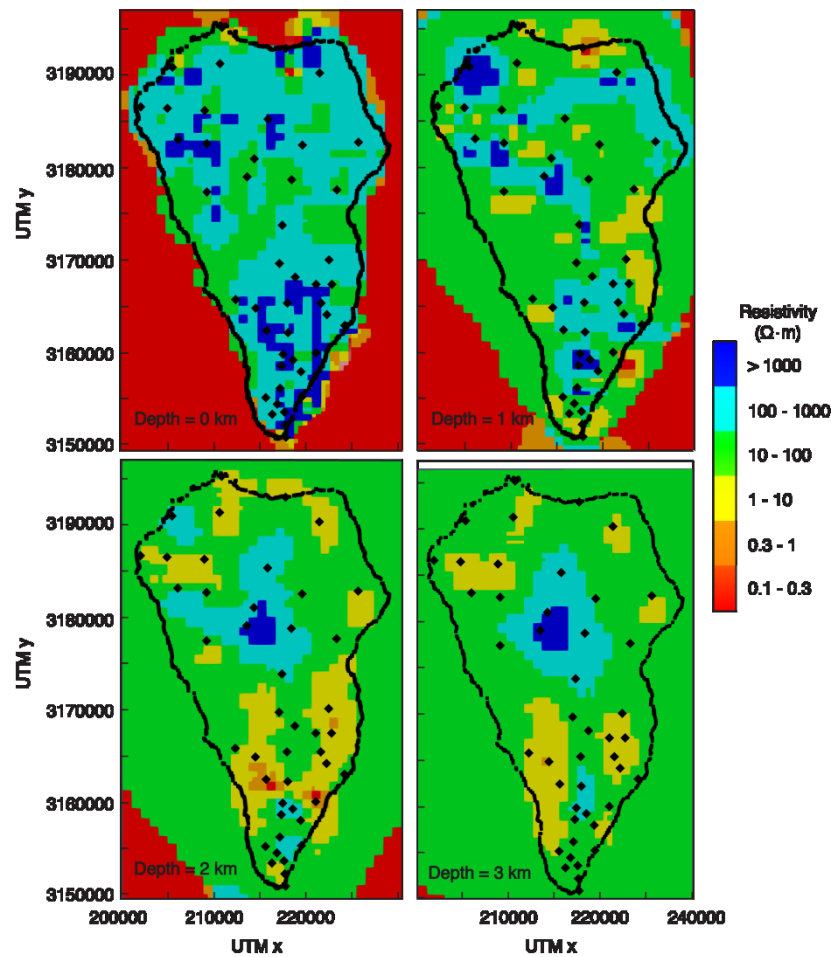 3190000
3180000
3170000
3160000
3150000
UTM y
Depth = 0 km
Depth = 1 km
Resistivity
(Ω·m)
> 1000
100 - 1000
10 - 100
1 - 10
0.3 - 1
0.1 - 0.3
3190000
3180000
3170000
3160000
3150000
UTM y
Depth = 2 km
Depth = 3 km
200000 210000 220000
210000 220000 240000
UTM x
UTM x